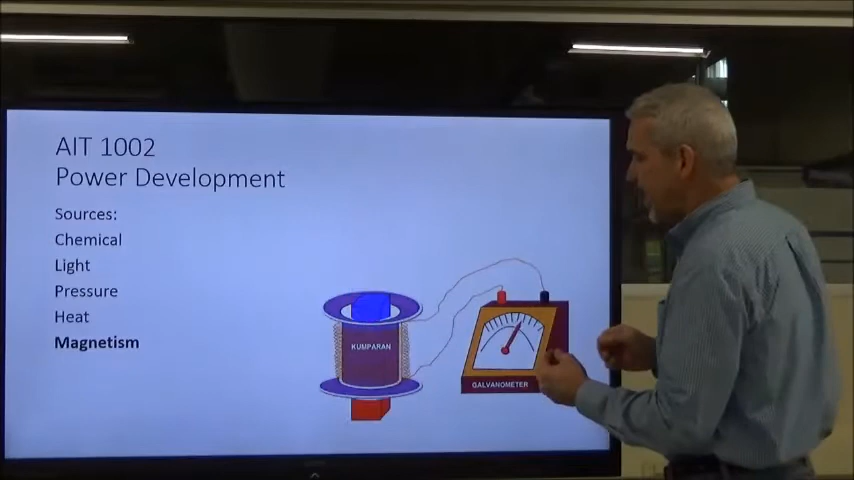 AIT 1002
Power Development
Sources:
Chemical
Light
Pressure
Heat
Magnetism
KUMPARAN
GALVANOMETER